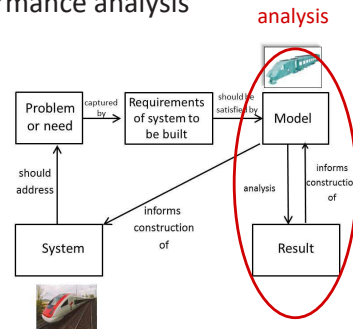 rmance analysis
analysis
Problem
or need
captured
by
Requirements
of system to
be built
should be
satisfied by
Model
should
address
informs
construction
of
analysis
informs
constructio
of
System
Result